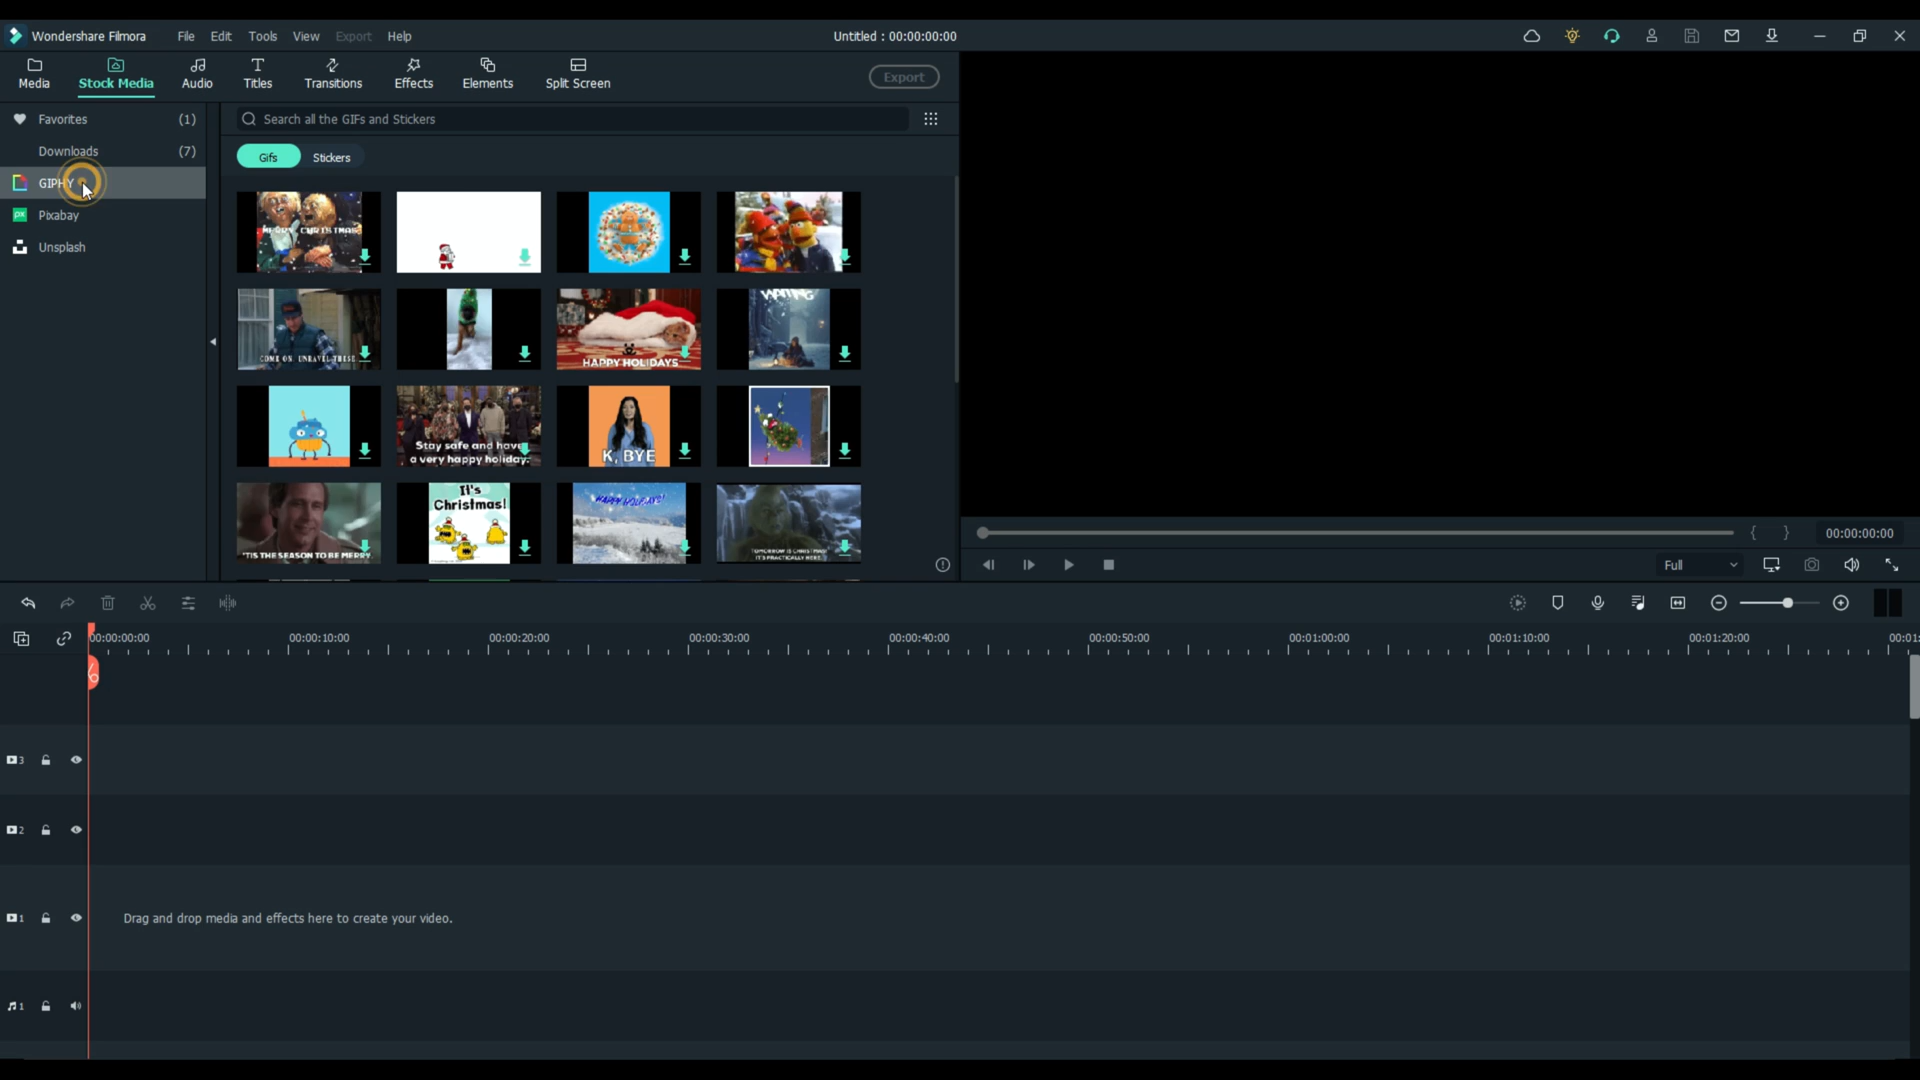 Wondershare Filmora File Edit Tools View Export Help Untitled : 00:00:00:00
Media Stock Media Audio Titles Transitions Effects Elements Split Screen Export
Favorites (1)
Downloads (7)
GIPHY
Pixabay
Unsplash
Search all the GIFs and Stickers
Gifs Stickers
MERRY CHRISTMAS
COME ON, UNRAVEL THESE
HAPPY HOLIDAYS
WAITING
Stay safe and have
a very happy holiday.
K, BYE
'TIS THE SEASON TO BE MERRY.
It's
Christmas!
HAPPY HOLIDAYS!
TOMORROW IS CHRISTMAS!
IT'S PRACTICALLY HERE.
{ } 00:00:00:00
Full
00:00:00:00 00:00:10:00 00:00:20:00 00:00:30:00 00:00:40:00 00:00:50:00 00:01:00:00 00:01:10:00 00:01:20:00 00:01:
3
2
1 Drag and drop media and effects here to create your video.
1